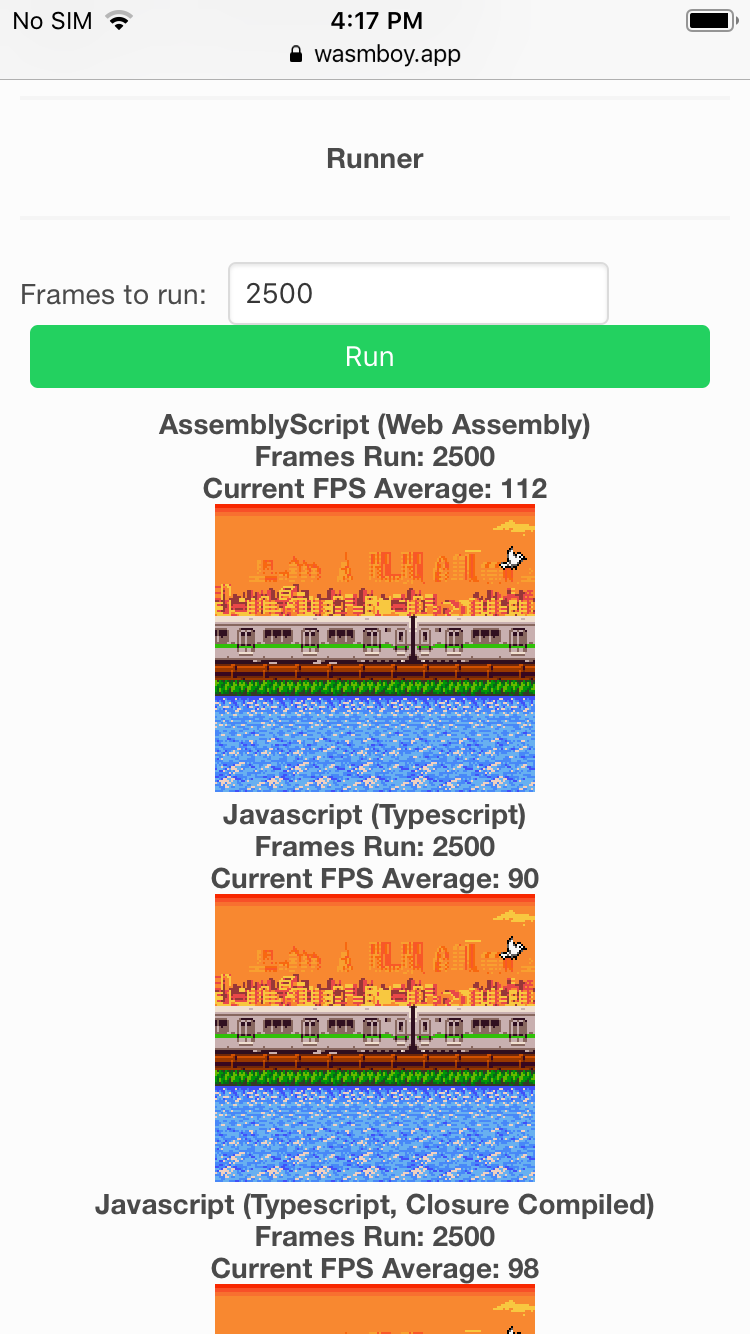 No SIM 4:17 PM
wasmboy.app
Runner
Frames to run: 2500
Run
AssemblyScript (Web Assembly)
Frames Run: 2500
Current FPS Average: 112
Javascript (Typescript)
Frames Run: 2500
Current FPS Average: 90
Javascript (Typescript, Closure Compiled)
Frames Run: 2500
Current FPS Average: 98